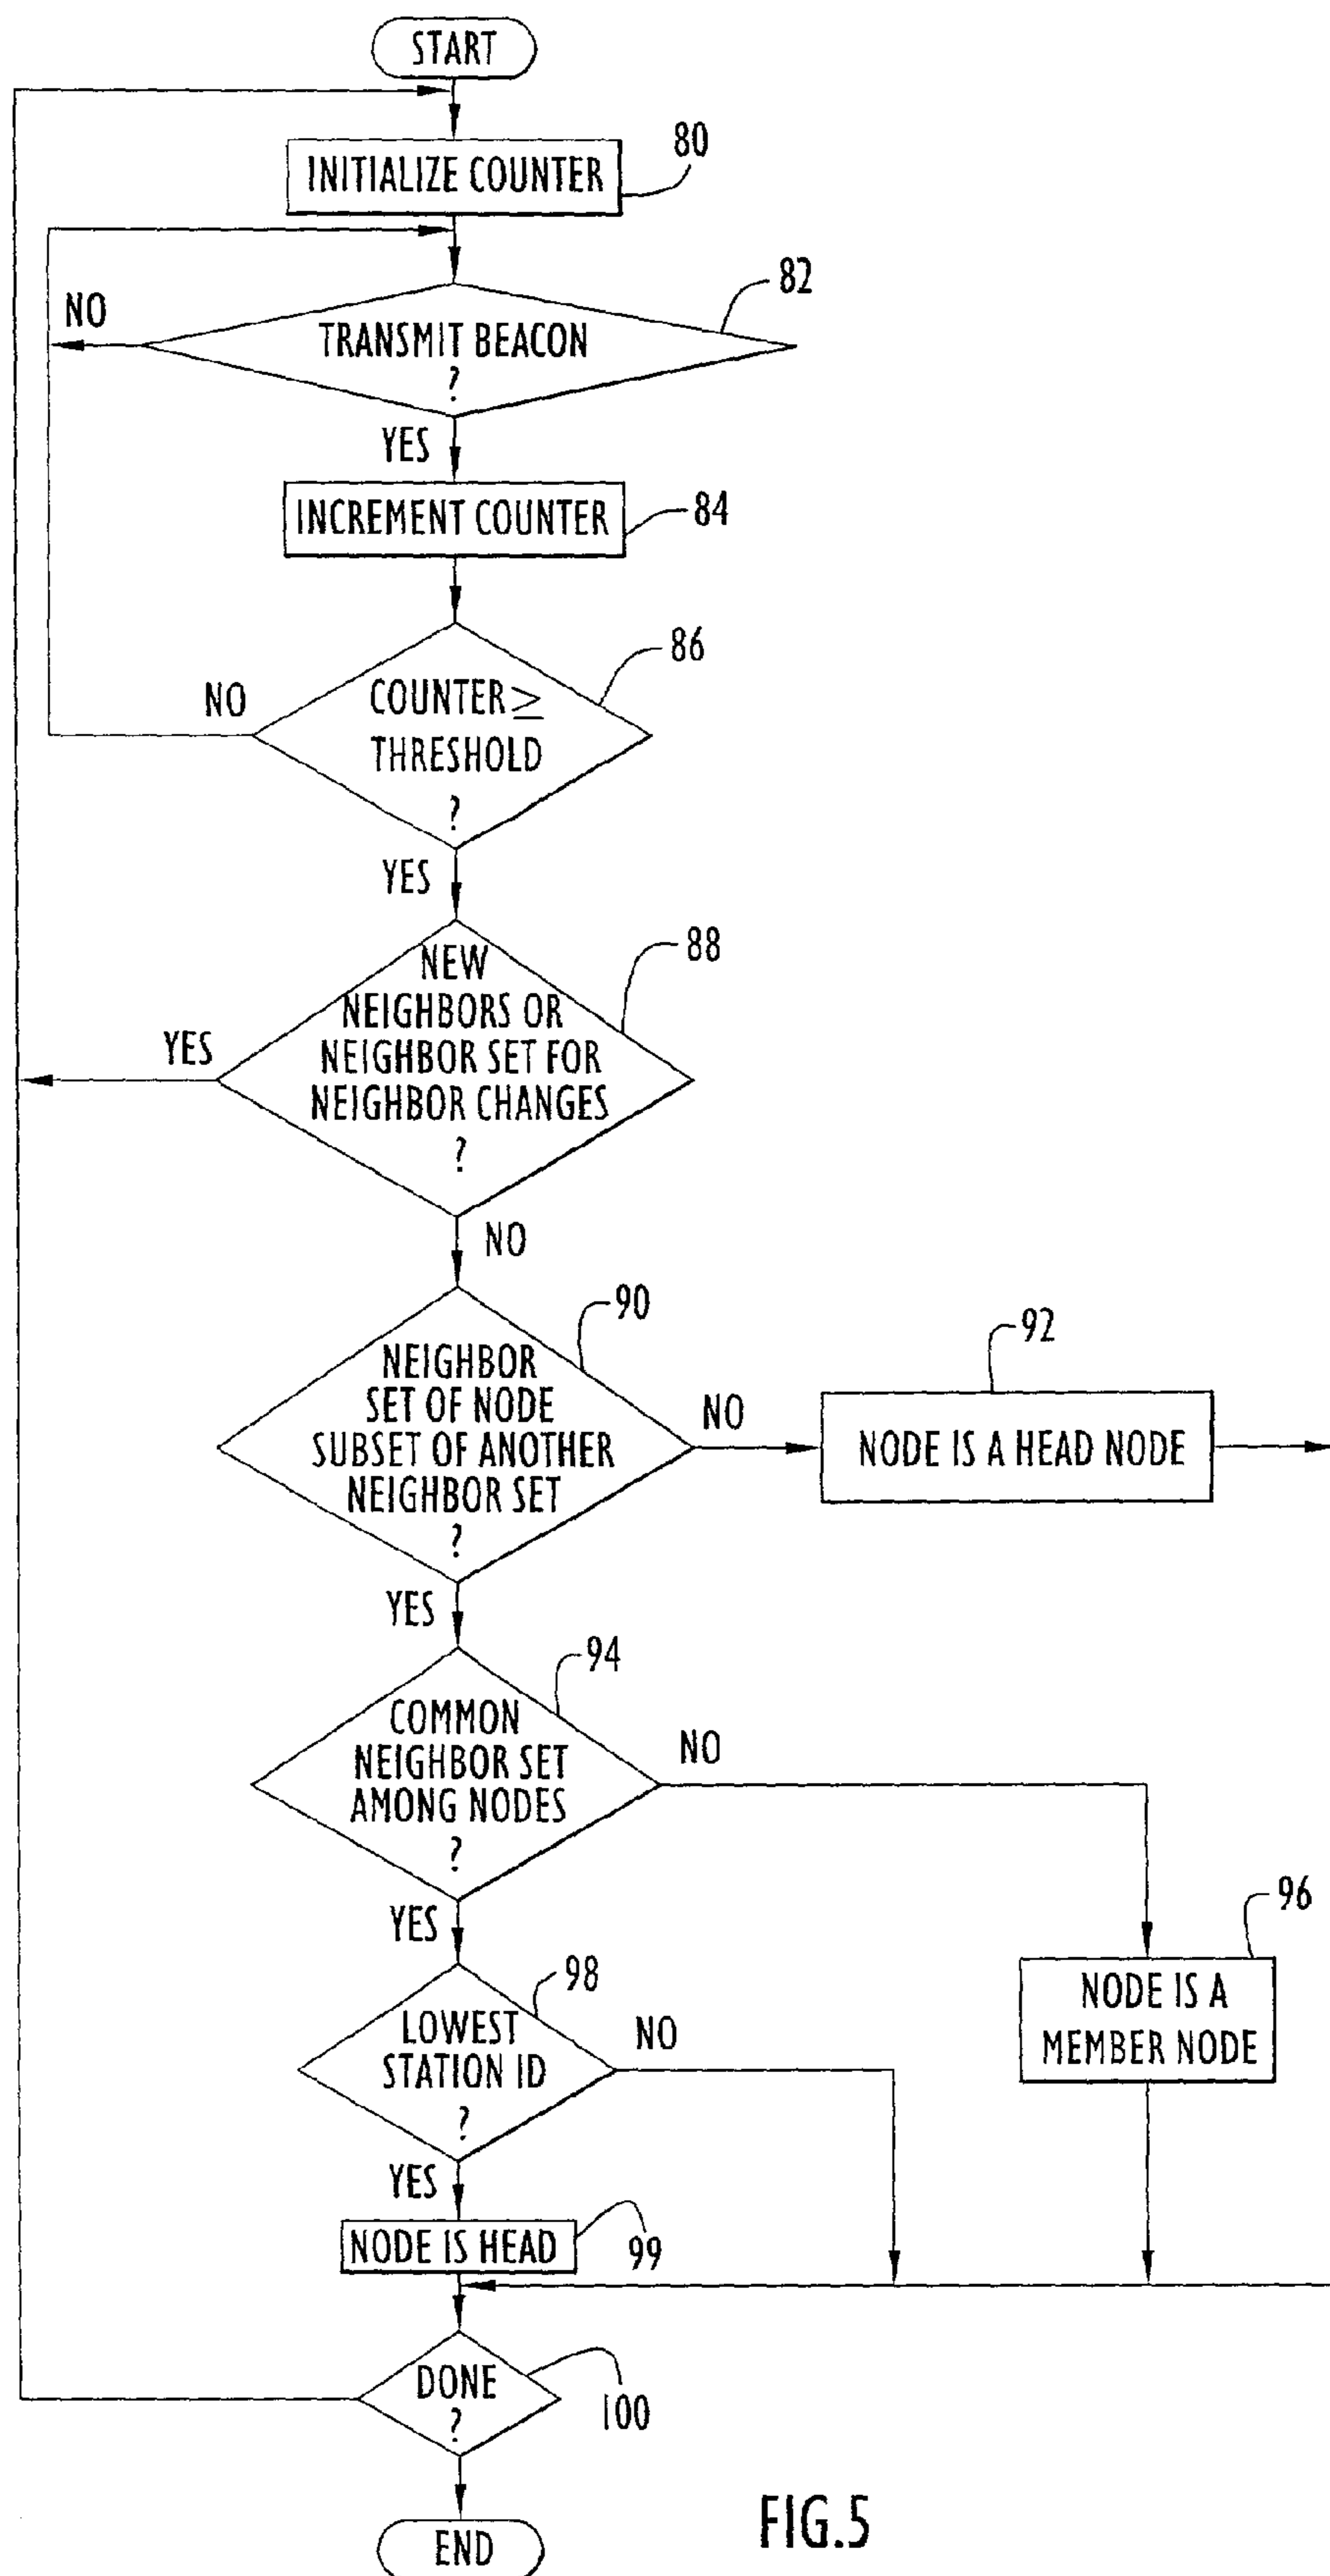 START
INITIALIZE COUNTER
80
TRANSMIT BEACON
?
82
NO
YES
INCREMENT COUNTER
84
COUNTER ≥
THRESHOLD
?
86
NO
YES
NEW
NEIGHBORS OR
NEIGHBOR SET FOR
NEIGHBOR CHANGES
?
88
YES
NO
NEIGHBOR
SET OF NODE
SUBSET OF ANOTHER
NEIGHBOR SET
?
90
NO
92
NODE IS A HEAD NODE
YES
COMMON
NEIGHBOR SET
AMONG NODES
?
94
NO
96
NODE IS A
MEMBER NODE
YES
LOWEST
STATION ID
?
98
NO
YES
NODE IS HEAD
99
DONE
?
100
END
FIG.5